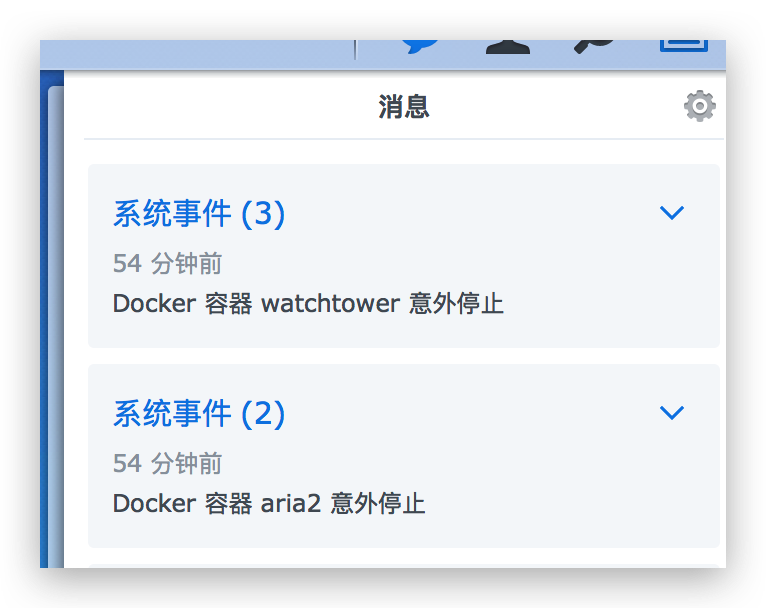 消息
系统事件 (3)
54 分钟前
Docker 容器 watchtower 意外停止
系统事件 (2)
54 分钟前
Docker 容器 aria2 意外停止